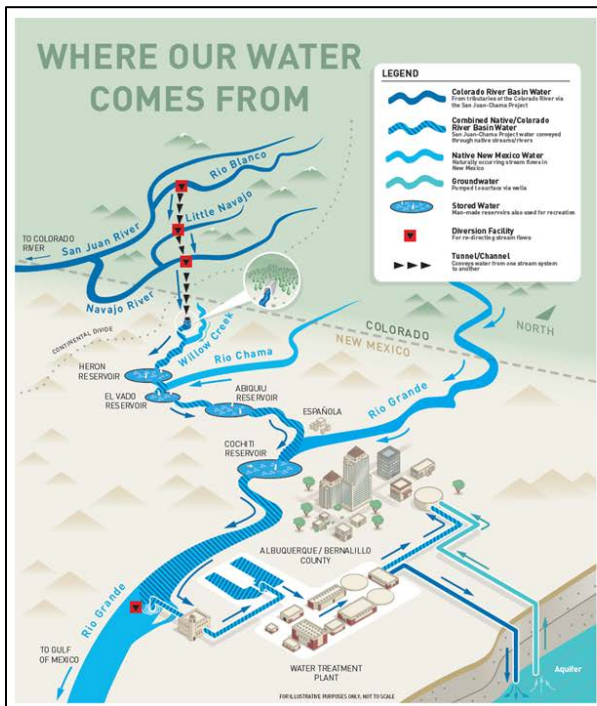 WHERE OUR WATER
COMES FROM
LEGEND
Colorado River Basin Water
From tributaries of the Colorado River via
the San Juan-Chama Project
Combined Native/Colorado
River Basin Water
San Juan-Chama Project water conveyed
through native streams/rivers
Native New Mexico Water
Naturally occurring stream flows in
New Mexico
Groundwater
Pumped to surface via wells
Stored Water
Man-made reservoirs also used for recreation
Diversion Facility
For re-directing stream flows
Tunnel/Channel
Conveys water from one stream system
to another
Rio Blanco
Little Navajo
TO COLORADO
RIVER
San Juan River
Navajo River
CONTINENTAL DIVIDE
Willow Creek
COLORADO
NEW MEXICO
NORTH
HERON
RESERVOIR
Rio Chama
EL VADO
RESERVOIR
ABIQUIU
RESERVOIR
ESPAÑOLA
Rio Grande
COCHITI
RESERVOIR
ALBUQUERQUE / BERNALILLO
COUNTY
Rio Grande
TO GULF
OF MEXICO
WATER TREATMENT
PLANT
Aquifer
FOR ILLUSTRATIVE PURPOSES ONLY; NOT TO SCALE